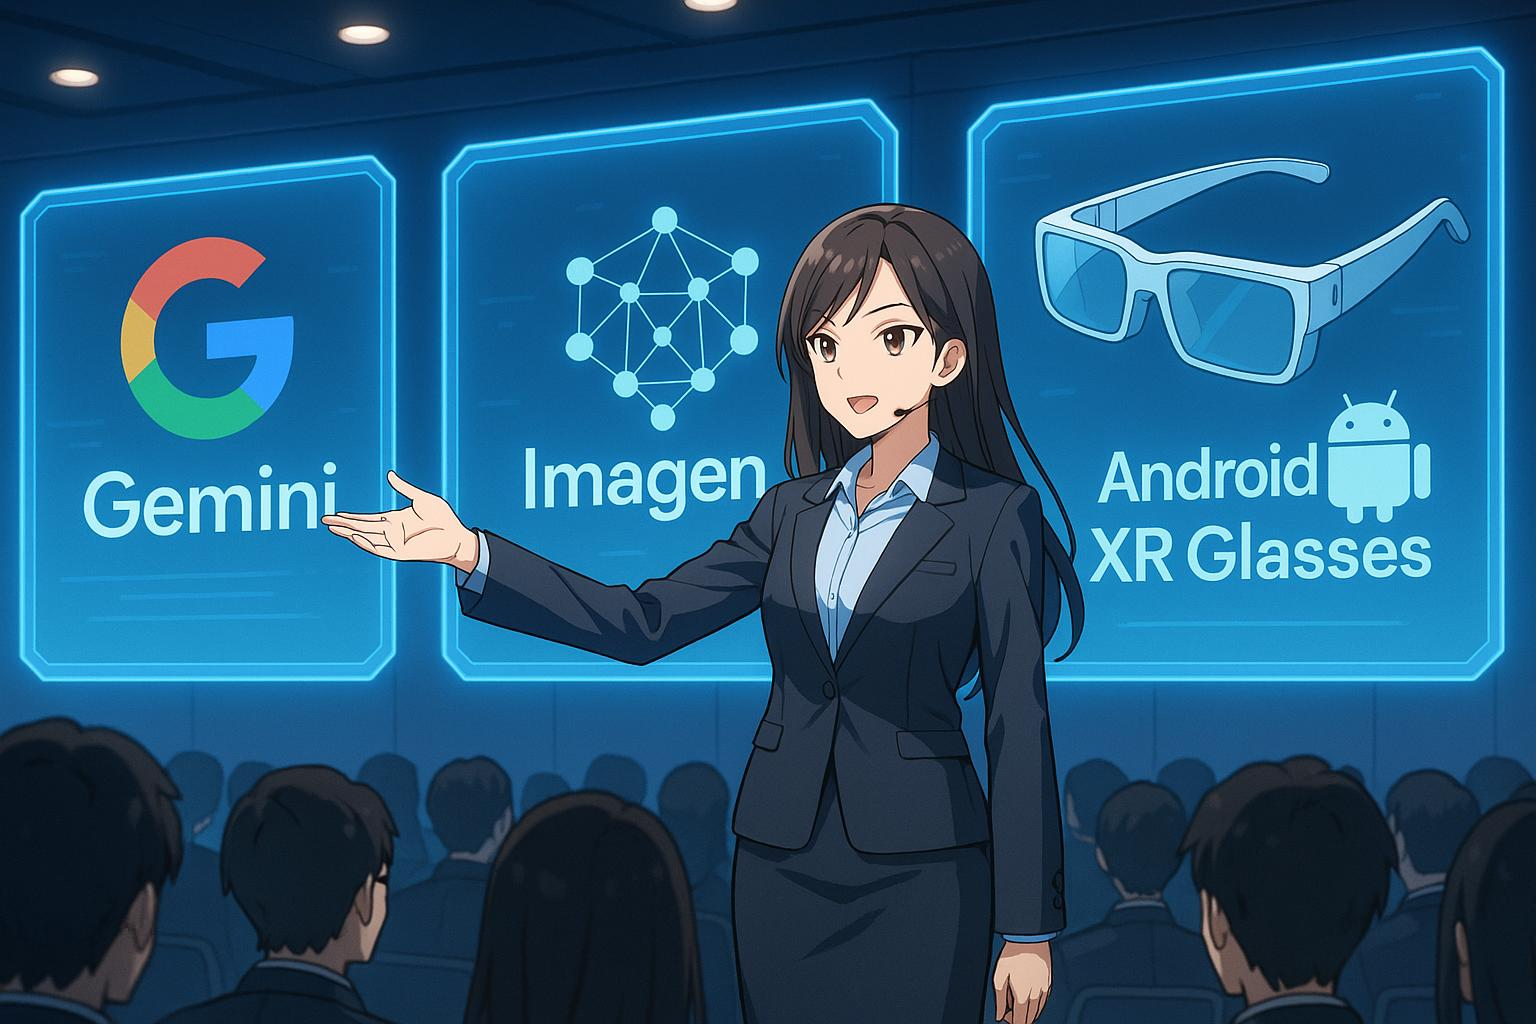 Gemini
Imagen
Android
XR Glasses